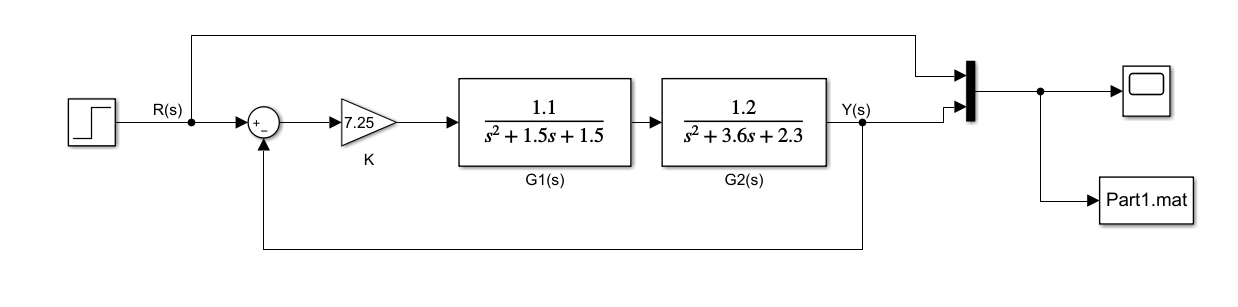 R(s)
+
_
7.25
K
1.1
s² + 1.5s + 1.5
G1(s)
1.2
s² + 3.6s + 2.3
G2(s)
Y(s)
Part1.mat